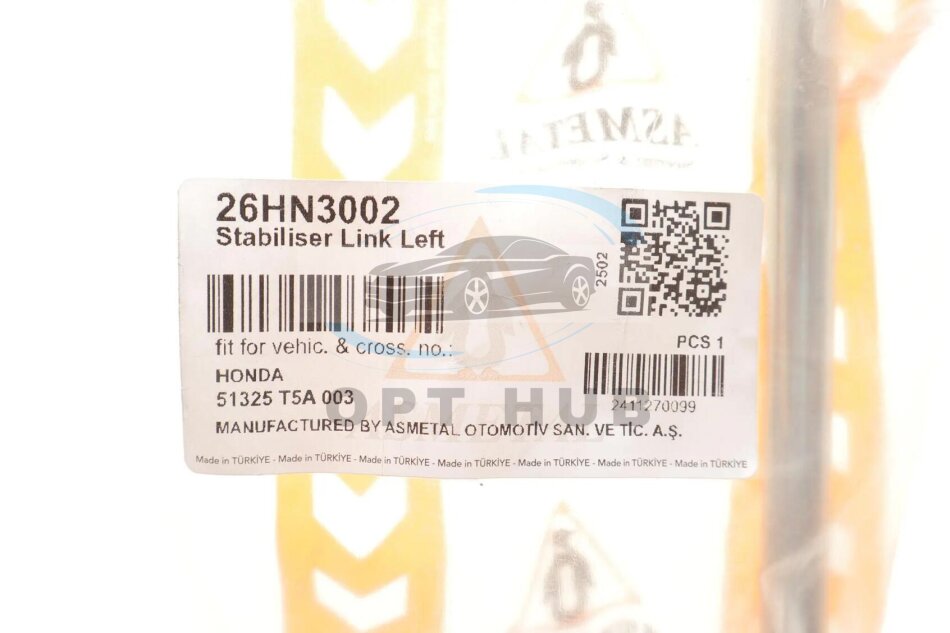 ASMETAL
26HN3002
Stabiliser Link Left
2502
fit for vehic. & cross. no.:
PCS 1
HONDA
51325 T5A 003
2411270099
OPT HUB
MANUFACTURED BY ASMETAL OTOMOTİV SAN. VE TİC. A.Ş.
Made in TÜRKİYE - Made in TÜRKİYE - Made in TÜRKİYE - Made in TÜRKİYE - Made in TÜRKİYE - Made in TÜRKİYE - Made in TÜRKİYE